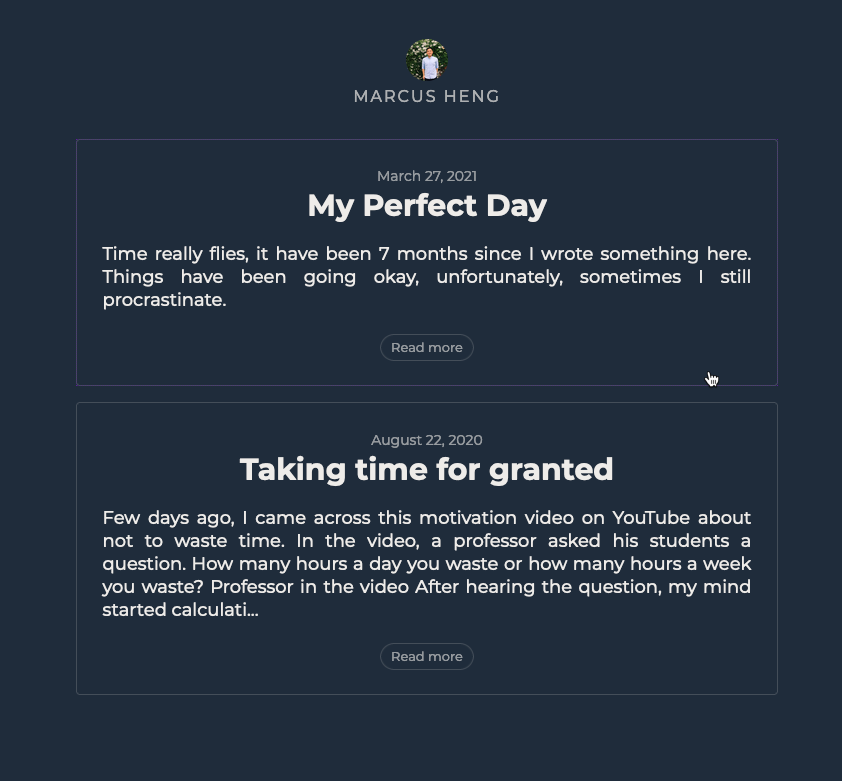 MARCUS HENG
March 27, 2021
My Perfect Day
Time really flies, it have been 7 months since I wrote something here.
Things have been going okay, unfortunately, sometimes I still
procrastinate.
Read more
August 22, 2020
Taking time for granted
Few days ago, I came across this motivation video on YouTube about
not to waste time. In the video, a professor asked his students a
question. How many hours a day you waste or how many hours a week
you waste? Professor in the video After hearing the question, my mind
started calculati...
Read more